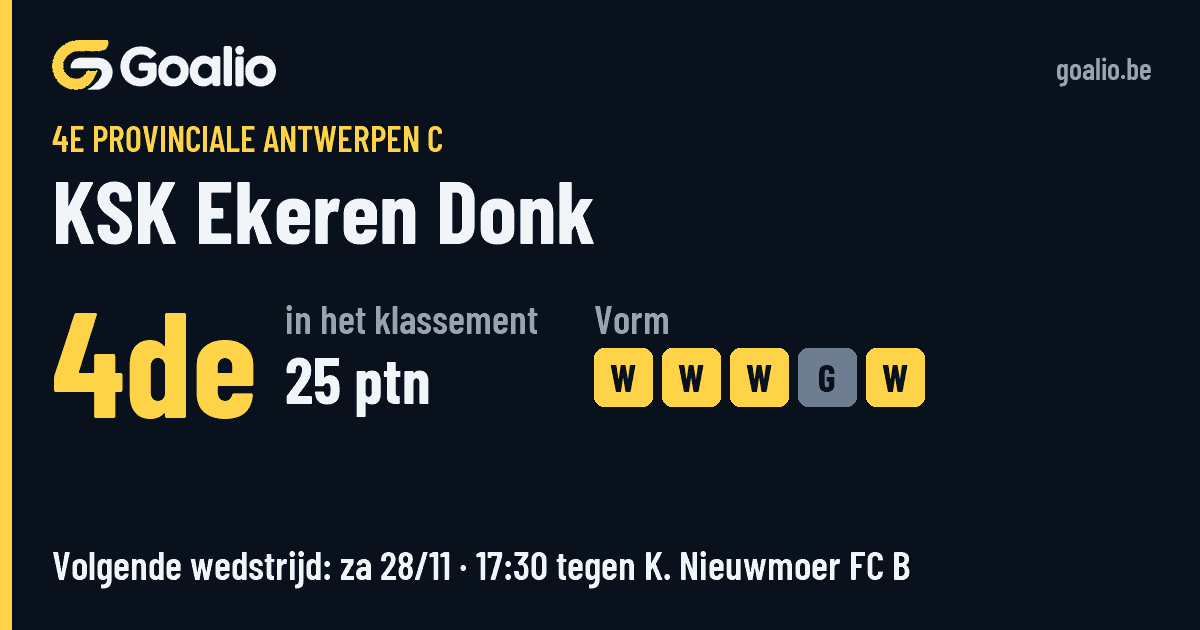 Goalio
goalio.be
4E PROVINCIALE ANTWERPEN C
KSK Ekeren Donk
4de
in het klassement
25 ptn
Vorm
W W W G W
Volgende wedstrijd: za 28/11 · 17:30 tegen K. Nieuwmoer FC B